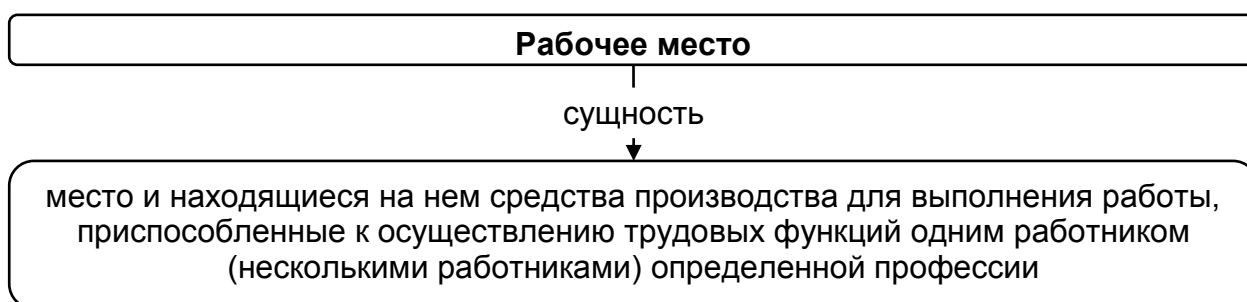 Рабочее место
сущность
место и находящиеся на нем средства производства для выполнения работы,
приспособленные к осуществлению трудовых функций одним работником
(несколькими работниками) определенной профессии